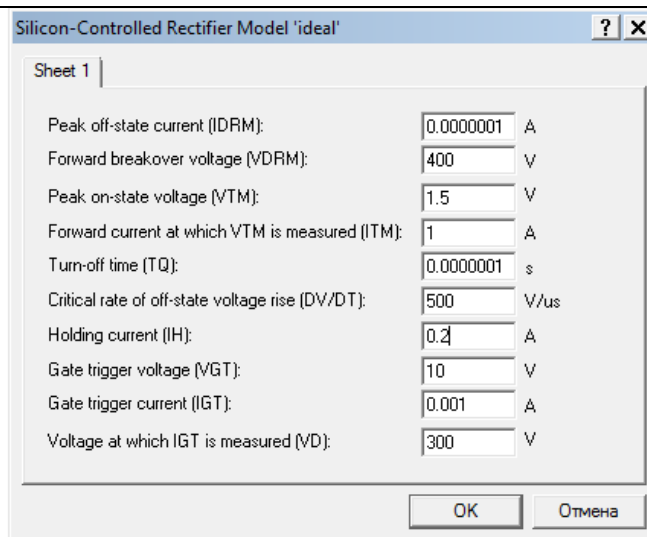 Silicon-Controlled Rectifier Model 'ideal' ?
Sheet 1
Peak off-state current (IDRM): 0.0000001 A
Forward breakover voltage (VDRM): 400 V
Peak on-state voltage (VTM): 1.5 V
Forward current at which VTM is measured (ITM): 1 A
Turn-off time (TQ): 0.0000001 s
Critical rate of off-state voltage rise (DV/DT): 500 V/us
Holding current (IH): 0.2 A
Gate trigger voltage (VGT): 10 V
Gate trigger current (IGT): 0.001 A
Voltage at which IGT is measured (VD): 300 V
OK Отмена